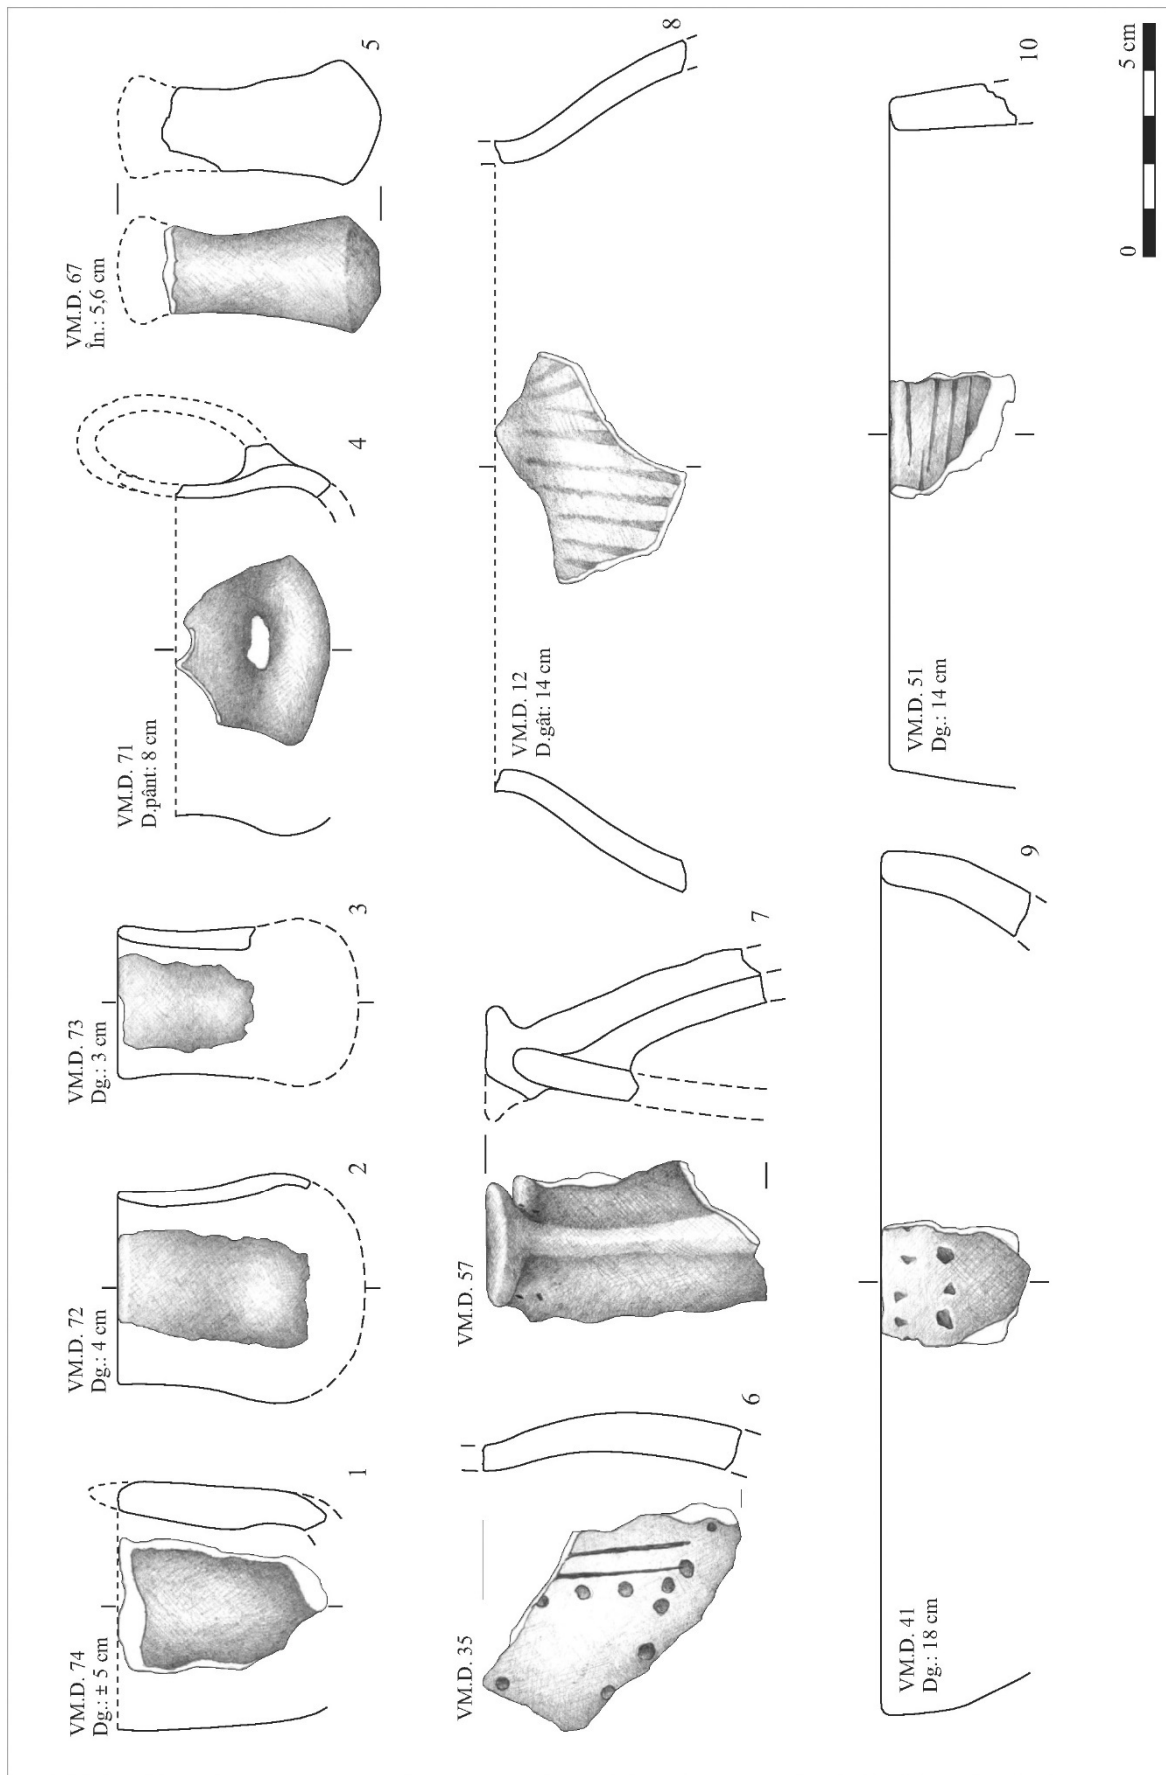 VM.D. 74
Dg.: ± 5 cm
1
VM.D. 72
Dg.: 4 cm
2
VM.D. 73
Dg.: 3 cm
3
VM.D. 71
D.pânt: 8 cm
4
VM.D. 67
În.: 5,6 cm
5
VM.D. 35
6
VM.D. 57
7
VM.D. 12
D.gât: 14 cm
8
VM.D. 41
Dg.: 18 cm
9
VM.D. 51
Dg.: 14 cm
10
0
5 cm